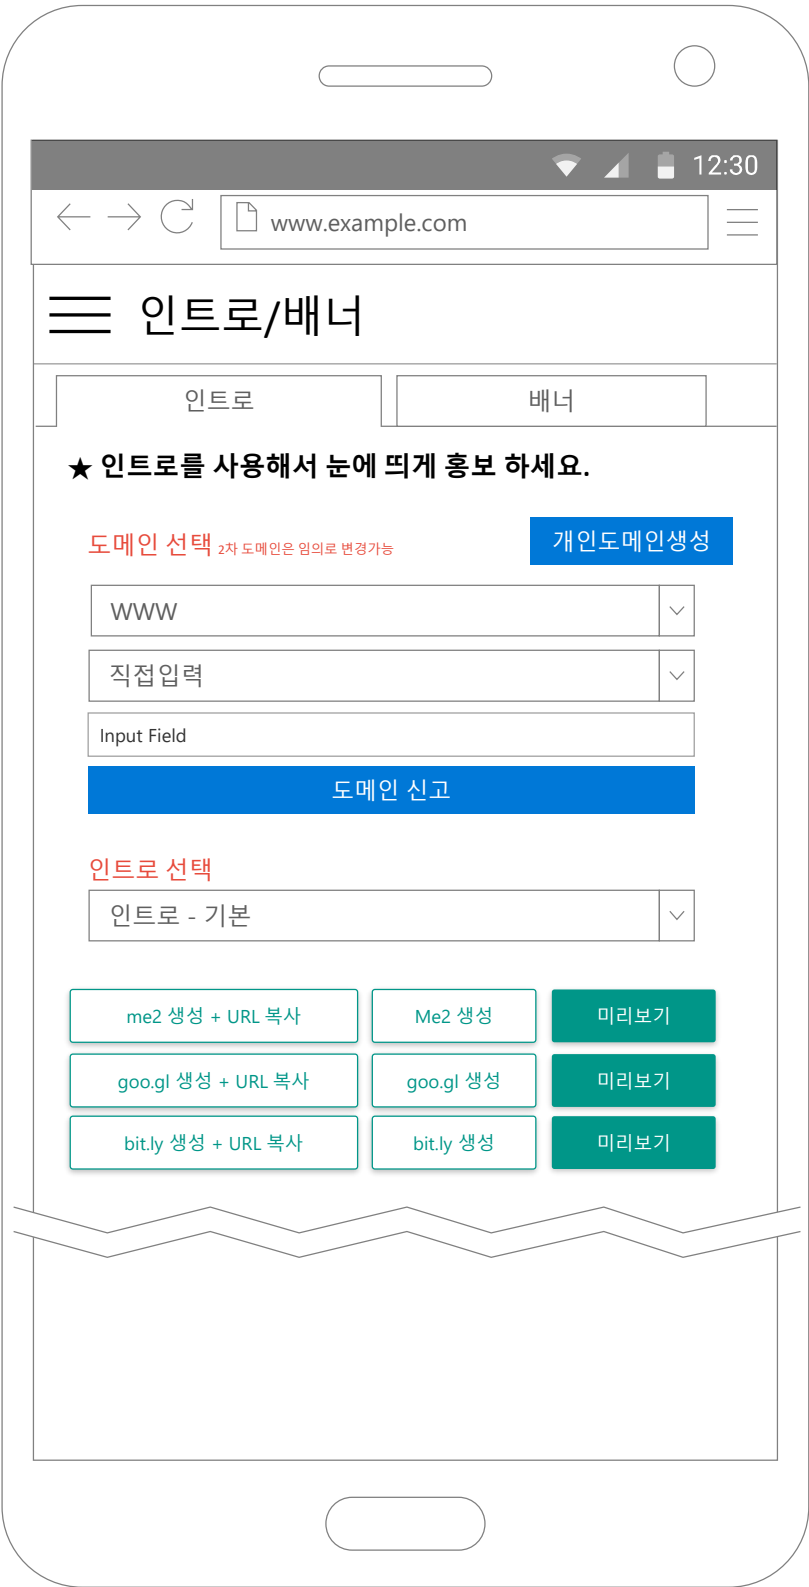 12:30
www.example.com
인트로/배너
인트로 배너
★ 인트로를 사용해서 눈에 띄게 홍보 하세요.
도메인 선택 2차 도메인은 임의로 변경가능 개인도메인생성
WWW
직접입력
Input Field
도메인 신고
인트로 선택
인트로 - 기본
me2 생성 + URL 복사 Me2 생성 미리보기
goo.gl 생성 + URL 복사 goo.gl 생성 미리보기
bit.ly 생성 + URL 복사 bit.ly 생성 미리보기